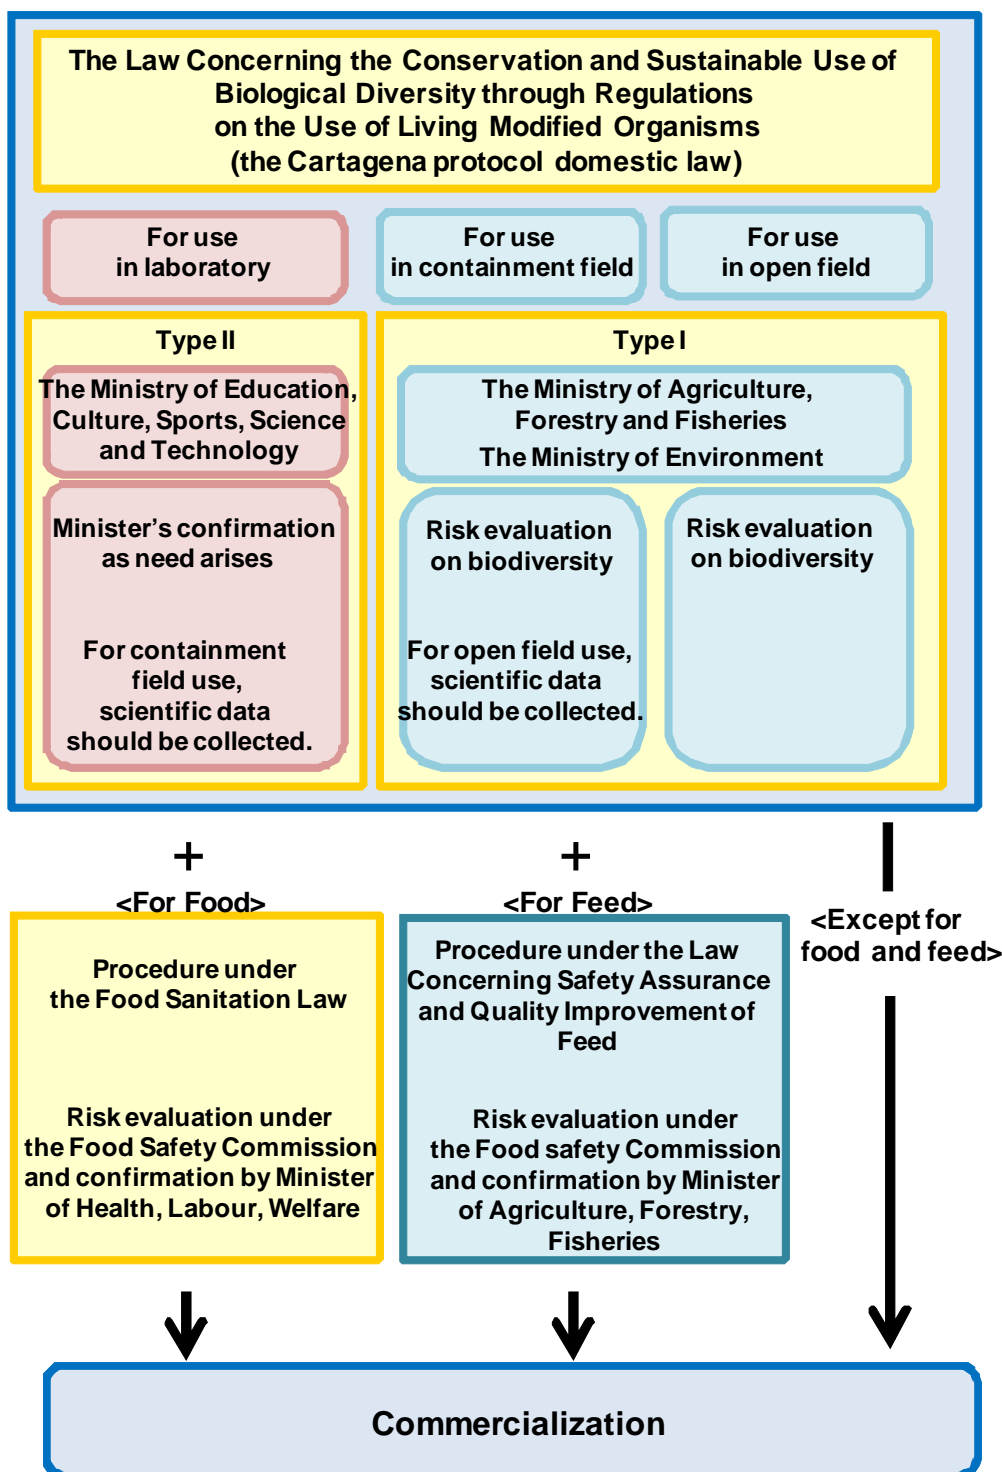 The Law Concerning the Conservation and Sustainable Use of
Biological Diversity through Regulations
on the Use of Living Modified Organisms
(the Cartagena protocol domestic law)
For use
in laboratory
For use
in containment field
For use
in open field
Type II
The Ministry of Education,
Culture, Sports, Science
and Technology
Minister’s confirmation
as need arises
For containment
field use,
scientific data
should be collected.
Type I
The Ministry of Agriculture,
Forestry and Fisheries
The Ministry of Environment
Risk evaluation
on biodiversity
For open field use,
scientific data
should be collected.
Risk evaluation
on biodiversity
+
<For Food>
Procedure under
the Food Sanitation Law
Risk evaluation under
the Food Safety Commission
and confirmation by Minister
of Health, Labour, Welfare
+
<For Feed>
Procedure under the Law
Concerning Safety Assurance
and Quality Improvement of
Feed
Risk evaluation under
the Food safety Commission
and confirmation by Minister
of Agriculture, Forestry,
Fisheries
<Except for
food and feed>
Commercialization